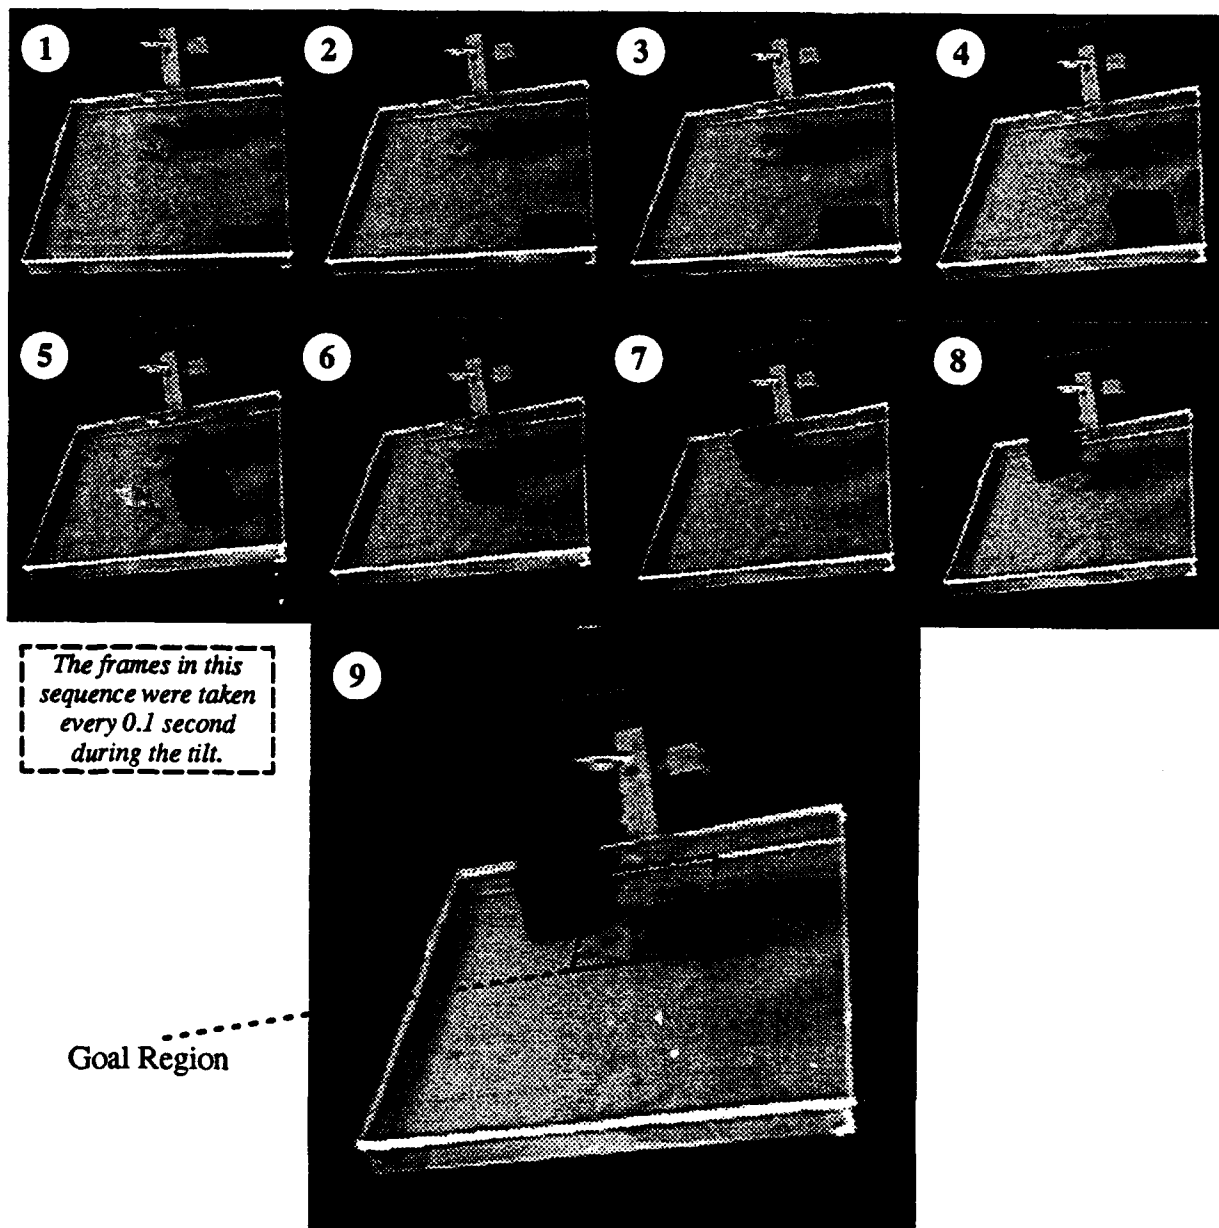 1
2
3
4
5
6
7
8
The frames in this
sequence were taken
every 0.1 second
during the tilt.
9
Goal Region